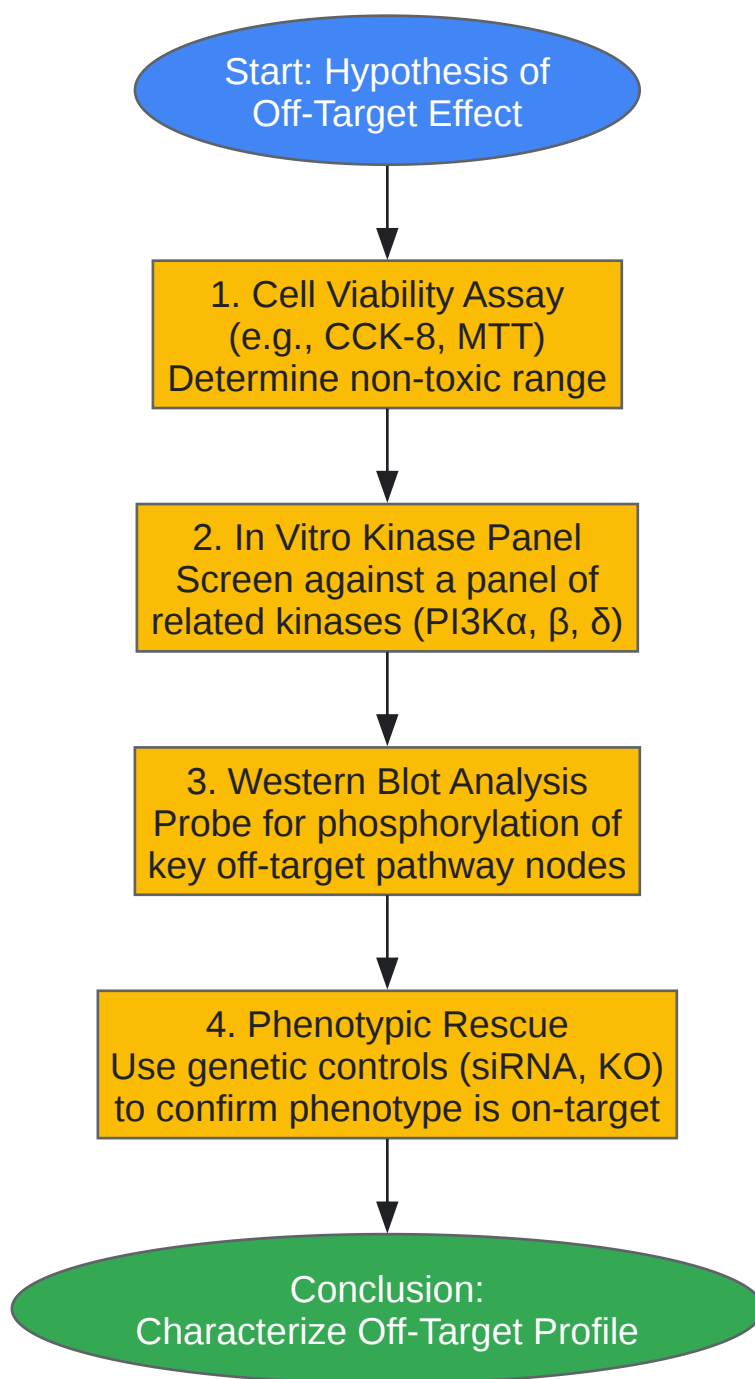 Start: Hypothesis of
Off-Target Effect
1. Cell Viability Assay
(e.g., CCK-8, MTT)
Determine non-toxic range
2. In Vitro Kinase Panel
Screen against a panel of
related kinases (PI3Kα, β, δ)
3. Western Blot Analysis
Probe for phosphorylation of
key off-target pathway nodes
4. Phenotypic Rescue
Use genetic controls (siRNA, KO)
to confirm phenotype is on-target
Conclusion:
Characterize Off-Target Profile